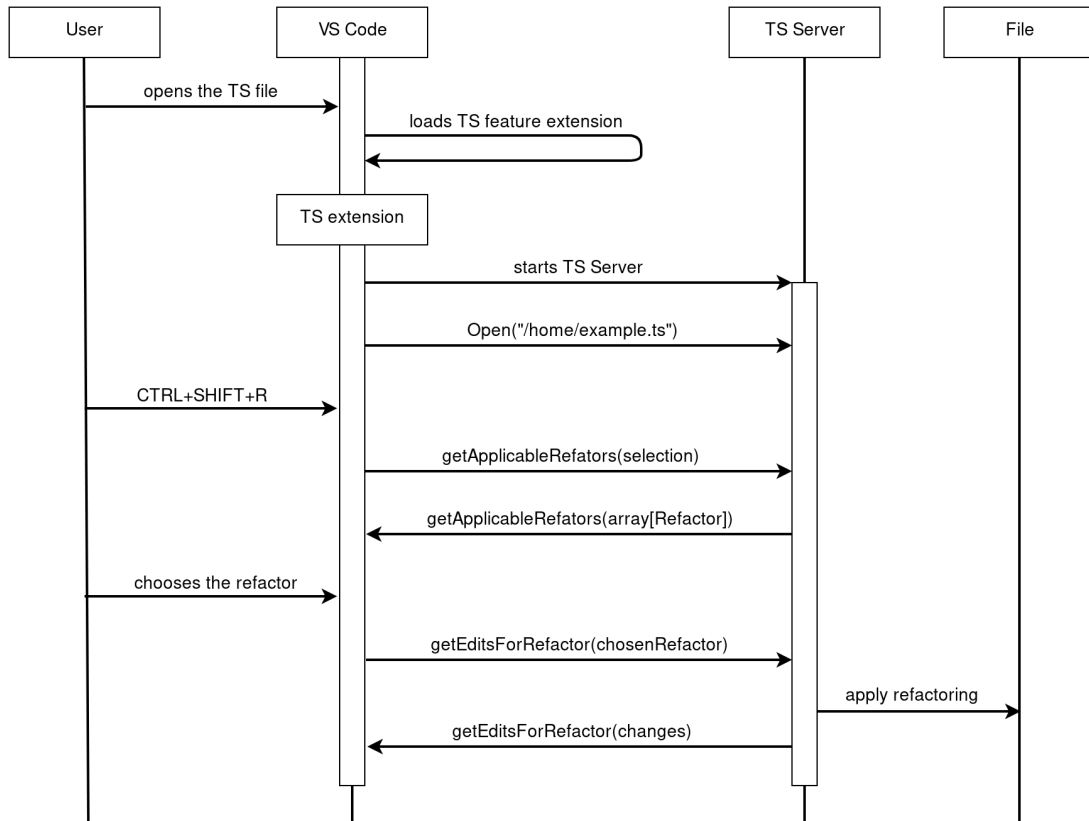 User
VS Code
TS Server
File
opens the TS file
loads TS feature extension
TS extension
starts TS Server
Open("/home/example.ts")
CTRL+SHIFT+R
getApplicableRefators(selection)
getApplicableRefators(array[Refactor])
chooses the refactor
getEditsForRefactor(chosenRefactor)
apply refactoring
getEditsForRefactor(changes)